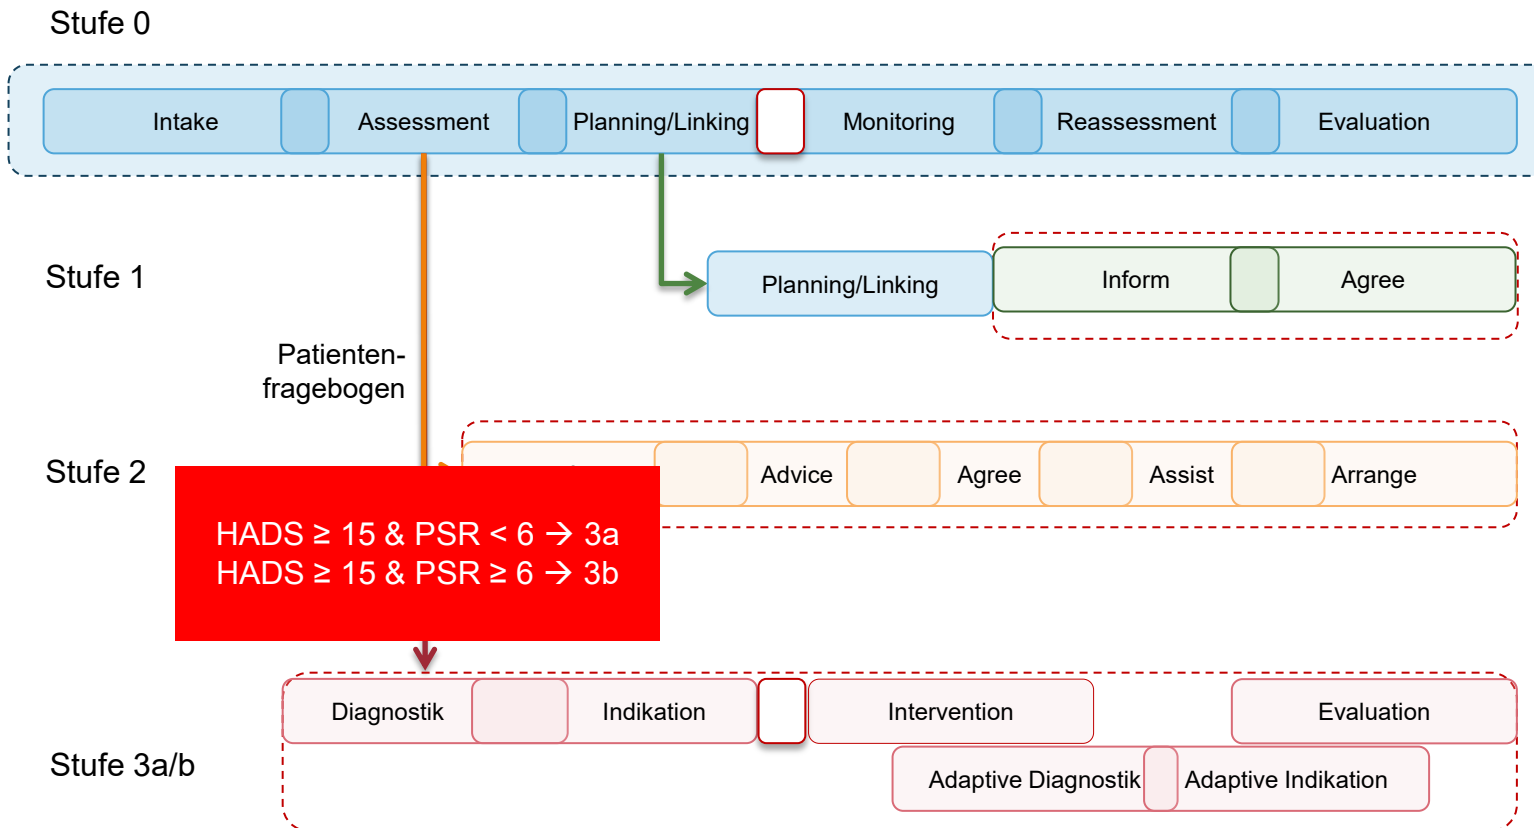 Stufe 0
Intake
Assessment
Planning/Linking
Monitoring
Reassessment
Evaluation
Stufe 1
Planning/Linking
Inform
Agree
Patienten-
fragebogen
Stufe 2
Advice
Agree
Assist
Arrange
HADS ≥ 15 & PSR < 6 → 3a
HADS ≥ 15 & PSR ≥ 6 → 3b
Diagnostik
Indikation
Intervention
Evaluation
Stufe 3a/b
Adaptive Diagnostik
Adaptive Indikation